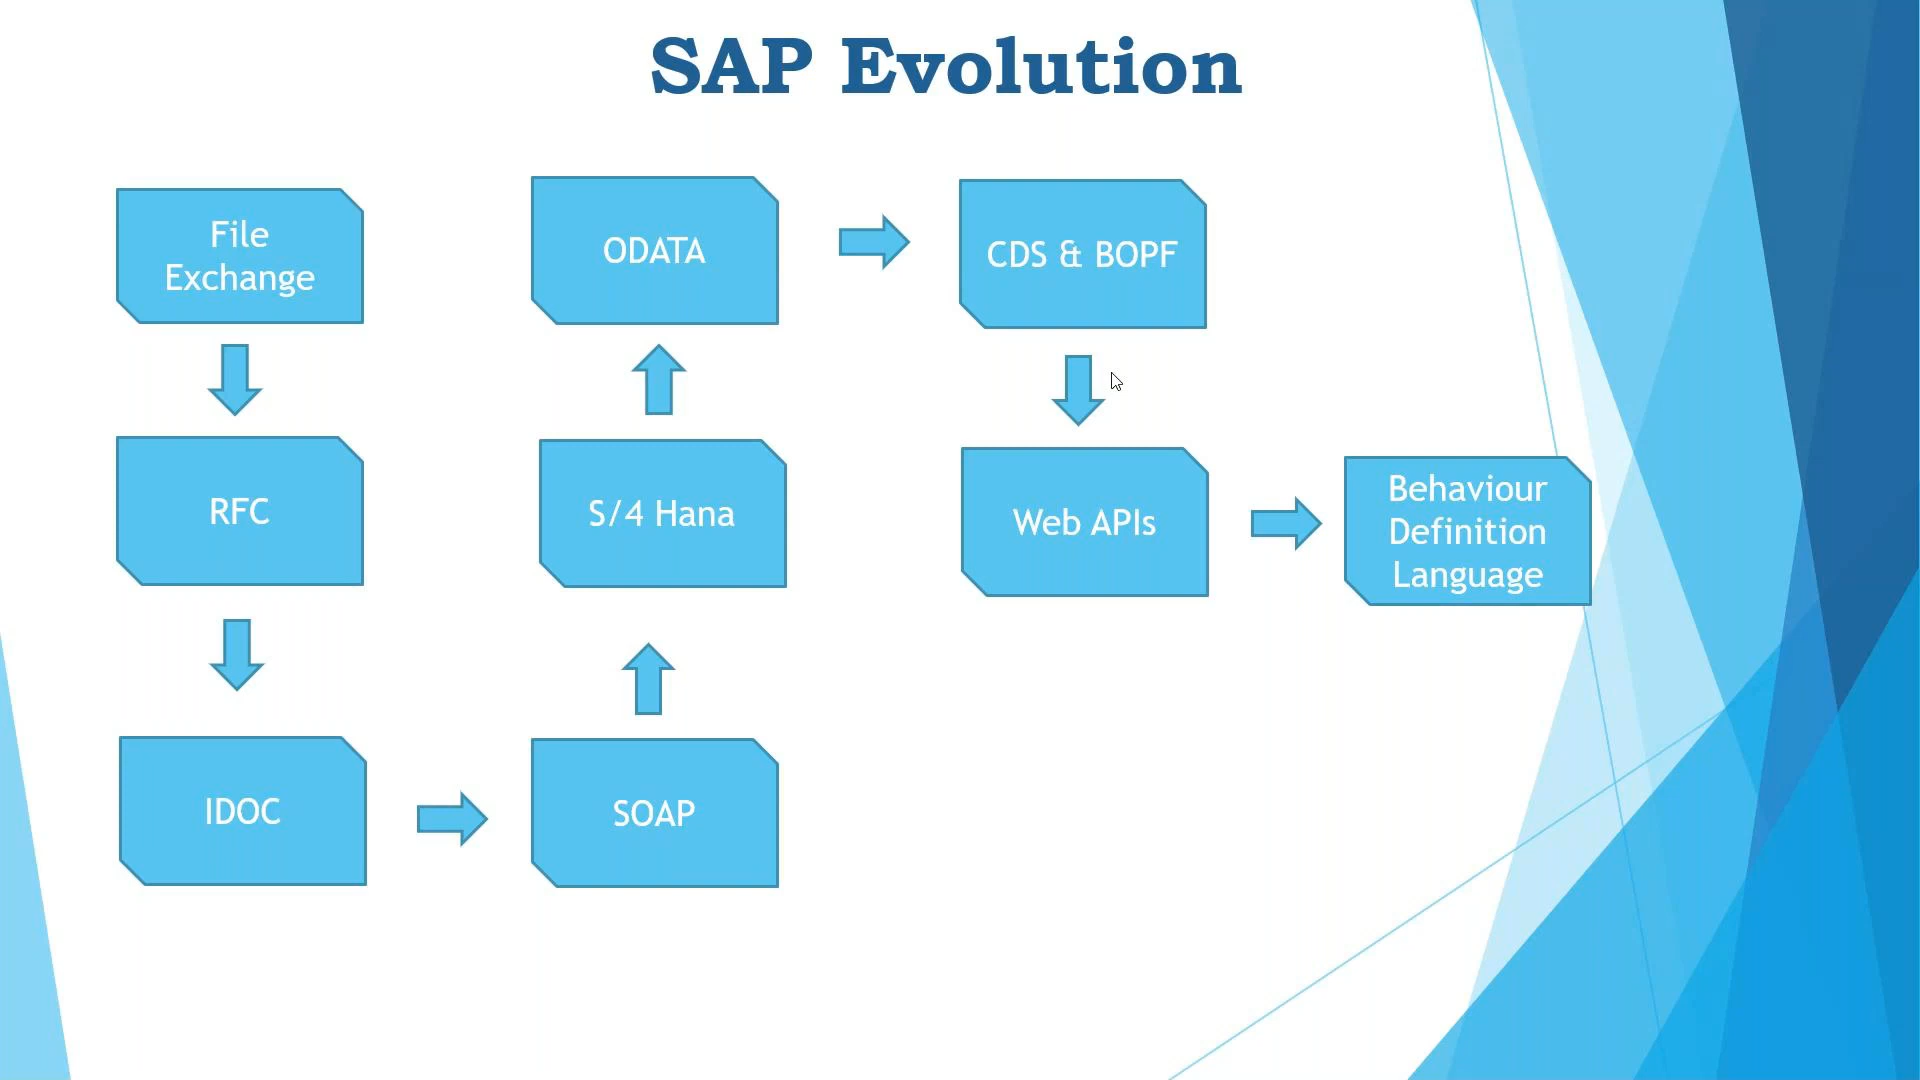 SAP Evolution
File
Exchange
RFC
IDOC
SOAP
S/4 Hana
ODATA
CDS & BOPF
Web APIs
Behaviour
Definition
Language